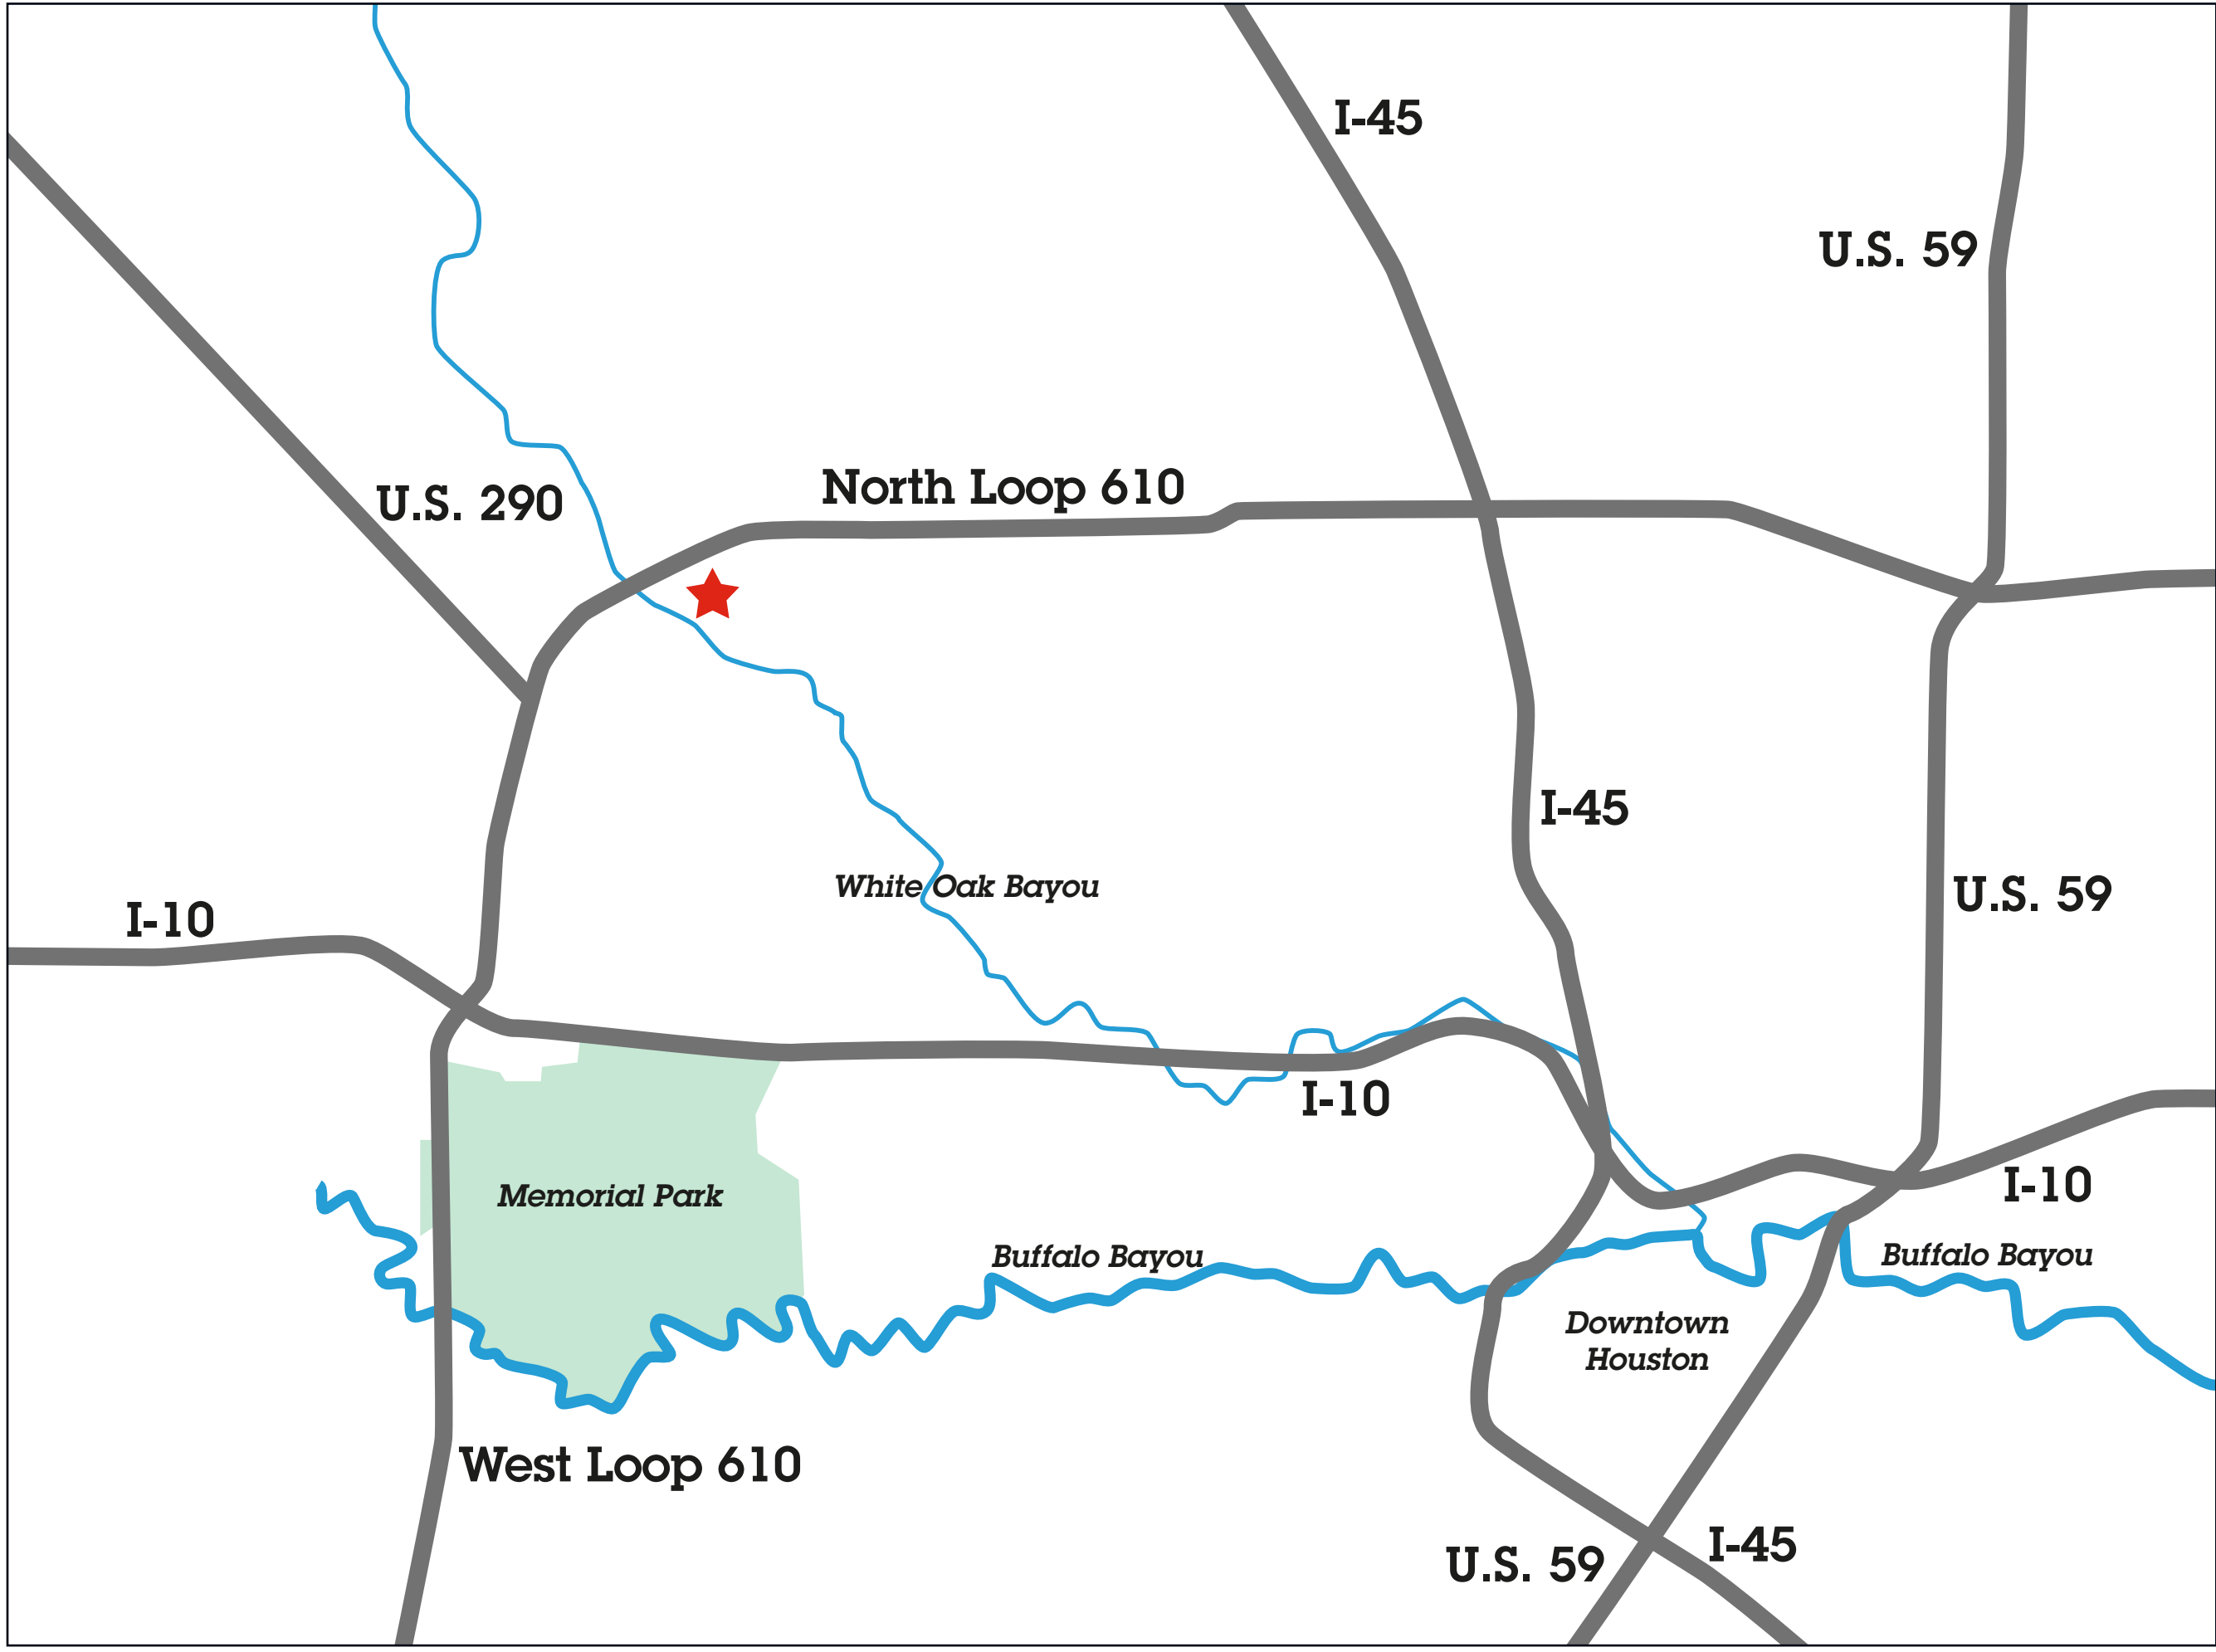 I-45
U.S. 59
North Loop 610
U.S. 290
I-45
White Oak Bayou
U.S. 59
I-10
I-10
I-10
Memorial Park
Buffalo Bayou
Buffalo Bayou
Downtown
Houston
West Loop 610
I-45
U.S. 59